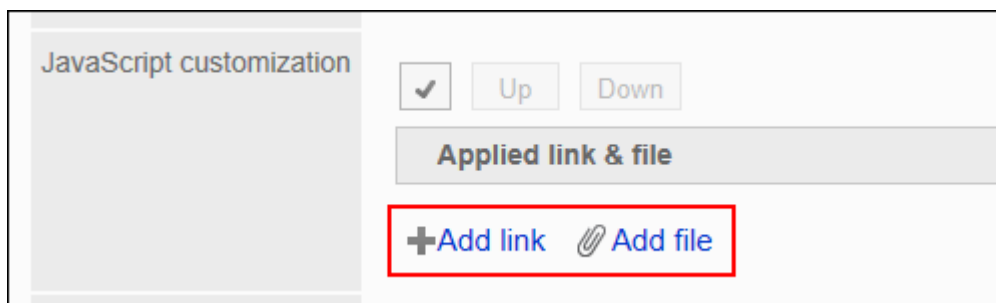 JavaScript customization
Up Down
Applied link & file
Add link Add file